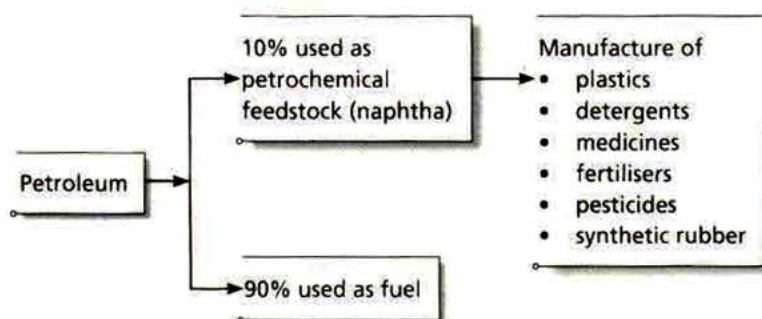 10% used as
petrochemical
feedstock (naphtha)
Manufacture of
• plastics
• detergents
• medicines
• fertilisers
• pesticides
• synthetic rubber
Petroleum
90% used as fuel